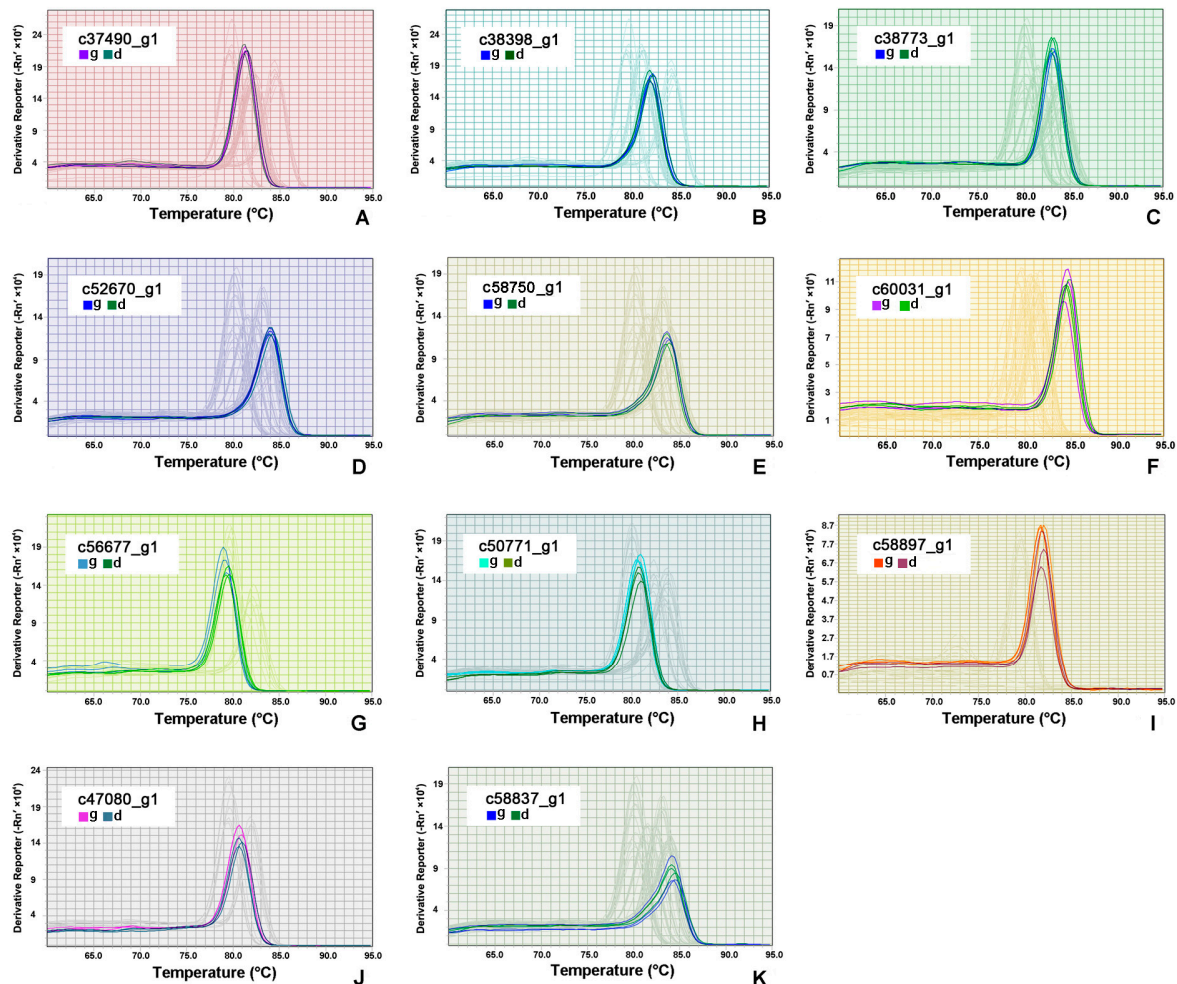 Derivative Reporter (-Rn′ ×10⁴)
24
19
14
9
4
c37490_g1
g d
65.0 70.0 75.0 80.0 85.0 90.0 95.0
Temperature (°C)
A
Derivative Reporter (-Rn′ ×10⁴)
24
19
14
9
4
c38398_g1
g d
65.0 70.0 75.0 80.0 85.0 90.0 95.0
Temperature (°C)
B
Derivative Reporter (-Rn′ ×10⁴)
19
14
9
4
c38773_g1
g d
65.0 70.0 75.0 80.0 85.0 90.0 95.0
Temperature (°C)
C
Derivative Reporter (-Rn′ ×10⁴)
19
14
9
4
c52670_g1
g d
65.0 70.0 75.0 80.0 85.0 90.0 95.0
Temperature (°C)
D
Derivative Reporter (-Rn′ ×10⁴)
19
14
9
4
c58750_g1
g d
65.0 70.0 75.0 80.0 85.0 90.0 95.0
Temperature (°C)
E
Derivative Reporter (-Rn′ ×10⁴)
11
9
7
5
3
1
c60031_g1
g d
65.0 70.0 75.0 80.0 85.0 90.0 95.0
Temperature (°C)
F
Derivative Reporter (-Rn′ ×10⁴)
19
14
9
4
c56677_g1
g d
65.0 70.0 75.0 80.0 85.0 90.0 95.0
Temperature (°C)
G
Derivative Reporter (-Rn′ ×10⁴)
19
14
9
4
c50771_g1
g d
65.0 70.0 75.0 80.0 85.0 90.0 95.0
Temperature (°C)
H
Derivative Reporter (-Rn′ ×10⁴)
8.7
7.7
6.7
5.7
4.7
3.7
2.7
1.7
0.7
c58897_g1
g d
65.0 70.0 75.0 80.0 85.0 90.0 95.0
Temperature (°C)
I
Derivative Reporter (-Rn′ ×10⁴)
24
19
14
9
4
c47080_g1
g d
65.0 70.0 75.0 80.0 85.0 90.0 95.0
Temperature (°C)
J
Derivative Reporter (-Rn′ ×10⁴)
19
14
9
4
c58837_g1
g d
65.0 70.0 75.0 80.0 85.0 90.0 95.0
Temperature (°C)
K